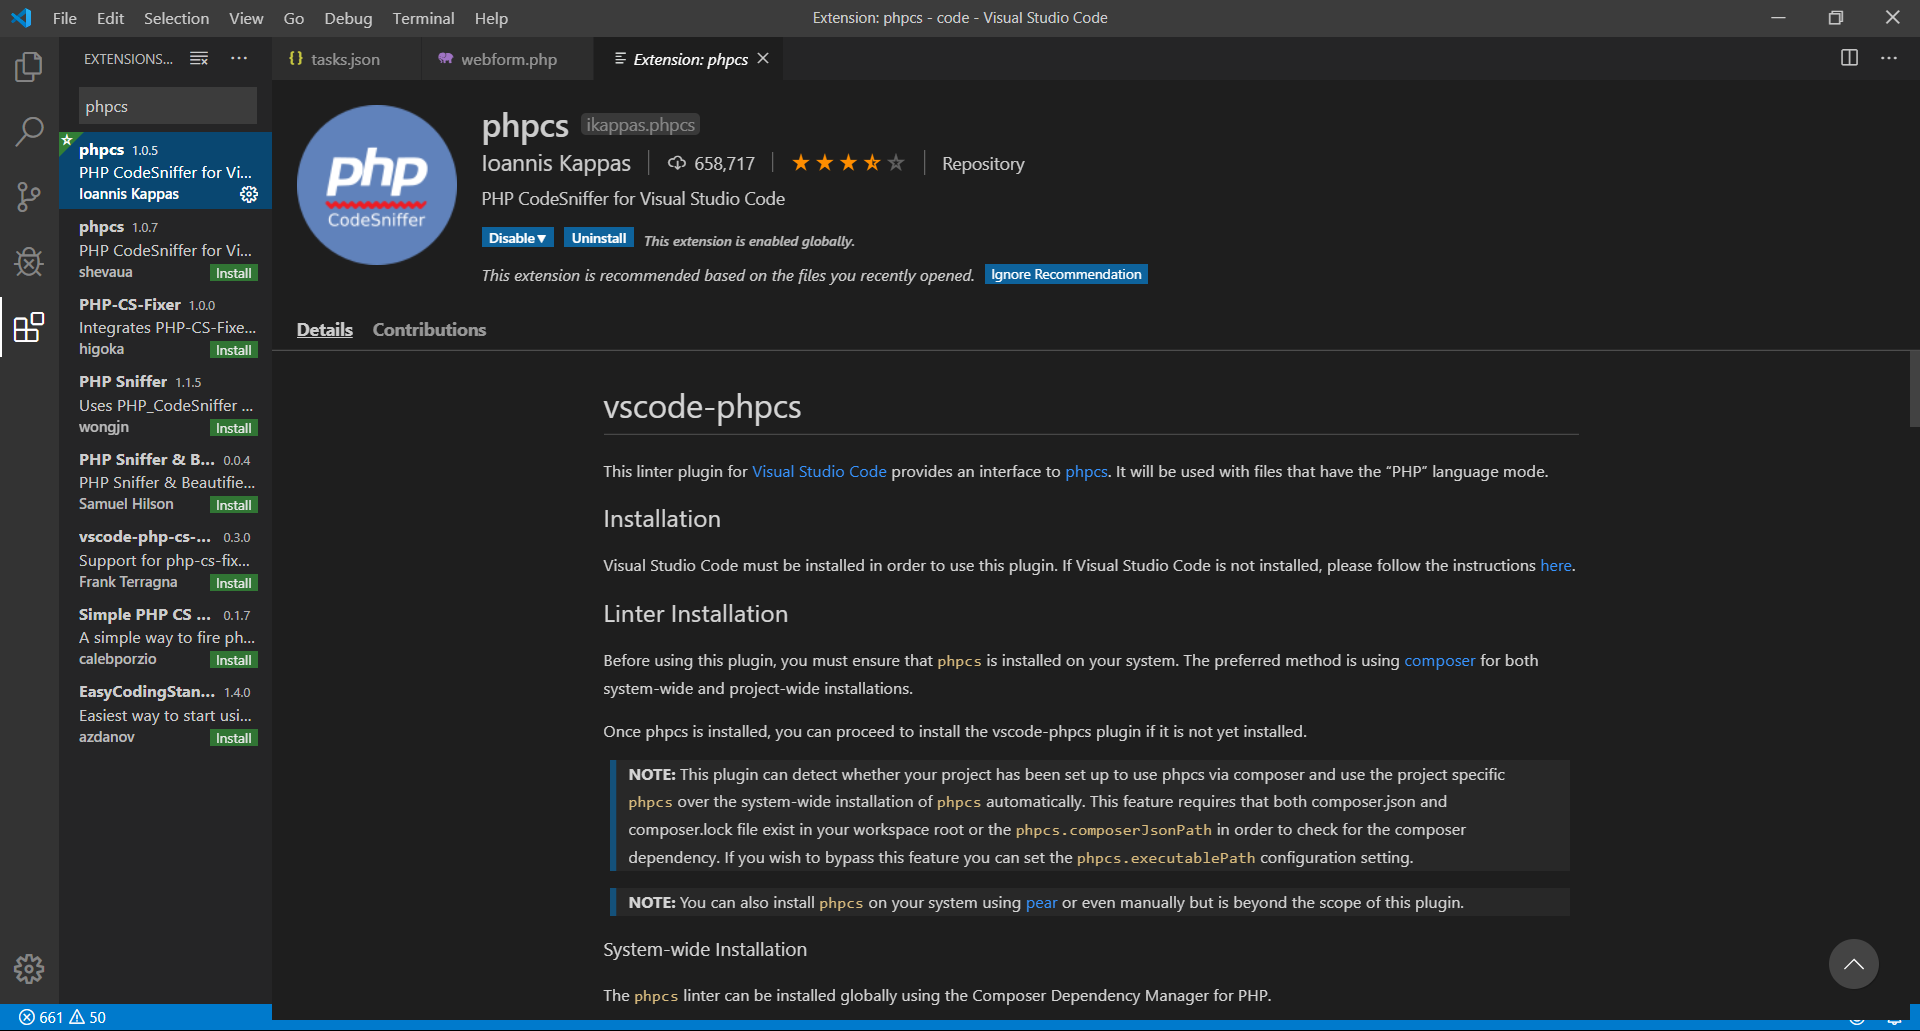 File Edit Selection View Go Debug Terminal Help
Extension: phpcs - code - Visual Studio Code
EXTENSIONS...
tasks.json
webform.php
Extension: phpcs
phpcs
phpcs 1.0.5
PHP CodeSniffer for Vi...
Ioannis Kappas
phpcs 1.0.7
PHP CodeSniffer for Vi...
shevaua Install
PHP-CS-Fixer 1.0.0
Integrates PHP-CS-Fixe...
higoka Install
PHP Sniffer 1.1.5
Uses PHP_CodeSniffer ...
wongjn Install
PHP Sniffer & B... 0.0.4
PHP Sniffer & Beautifie...
Samuel Hilson Install
vscode-php-cs-... 0.3.0
Support for php-cs-fix...
Frank Terragna Install
Simple PHP CS ... 0.1.7
A simple way to fire ph...
calebporzio Install
EasyCodingStan... 1.4.0
Easiest way to start usi...
azdanov Install
php
CodeSniffer
phpcs ikappas.phpcs
Ioannis Kappas 658,717 Repository
PHP CodeSniffer for Visual Studio Code
Disable▼ Uninstall This extension is enabled globally.
This extension is recommended based on the files you recently opened. Ignore Recommendation
Details Contributions
vscode-phpcs
This linter plugin for Visual Studio Code provides an interface to phpcs. It will be used with files that have the “PHP” language mode.
Installation
Visual Studio Code must be installed in order to use this plugin. If Visual Studio Code is not installed, please follow the instructions here.
Linter Installation
Before using this plugin, you must ensure that phpcs is installed on your system. The preferred method is using composer for both
system-wide and project-wide installations.
Once phpcs is installed, you can proceed to install the vscode-phpcs plugin if it is not yet installed.
NOTE: This plugin can detect whether your project has been set up to use phpcs via composer and use the project specific
phpcs over the system-wide installation of phpcs automatically. This feature requires that both composer.json and
composer.lock file exist in your workspace root or the phpcs.composerJsonPath in order to check for the composer
dependency. If you wish to bypass this feature you can set the phpcs.executablePath configuration setting.
NOTE: You can also install phpcs on your system using pear or even manually but is beyond the scope of this plugin.
System-wide Installation
The phpcs linter can be installed globally using the Composer Dependency Manager for PHP.
661 50